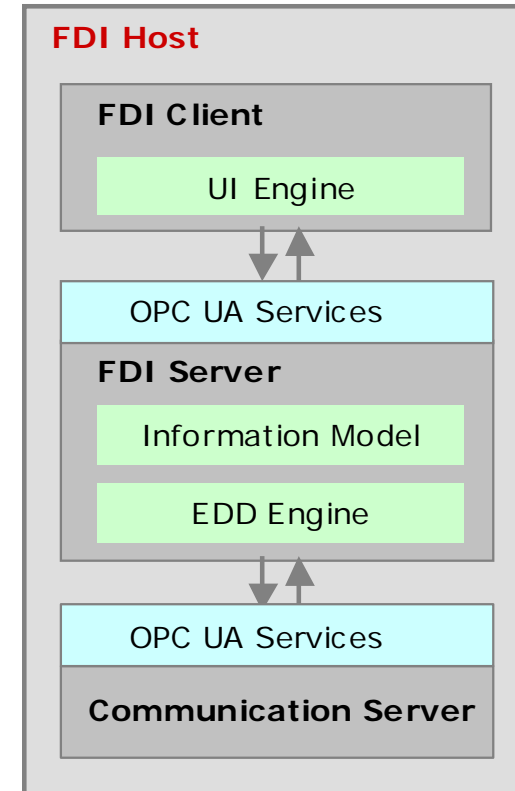 FDI Host
FDI Client
UI Engine
OPC UA Services
FDI Server
Information Model
EDD Engine
OPC UA Services
Communication Server